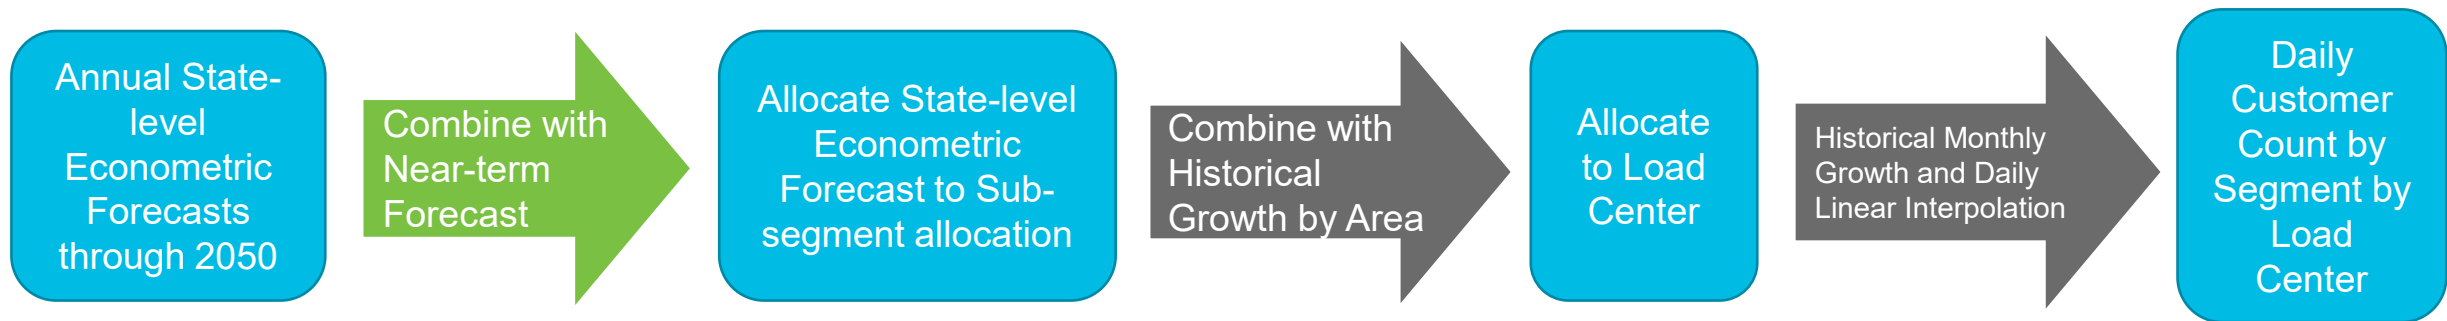 Annual State-
level
Econometric
Forecasts
through 2050
Combine with
Near-term
Forecast
Allocate State-level
Econometric
Forecast to Sub-
segment allocation
Combine with
Historical
Growth by Area
Allocate
to Load
Center
Historical Monthly
Growth and Daily
Linear Interpolation
Daily
Customer
Count by
Segment by
Load
Center